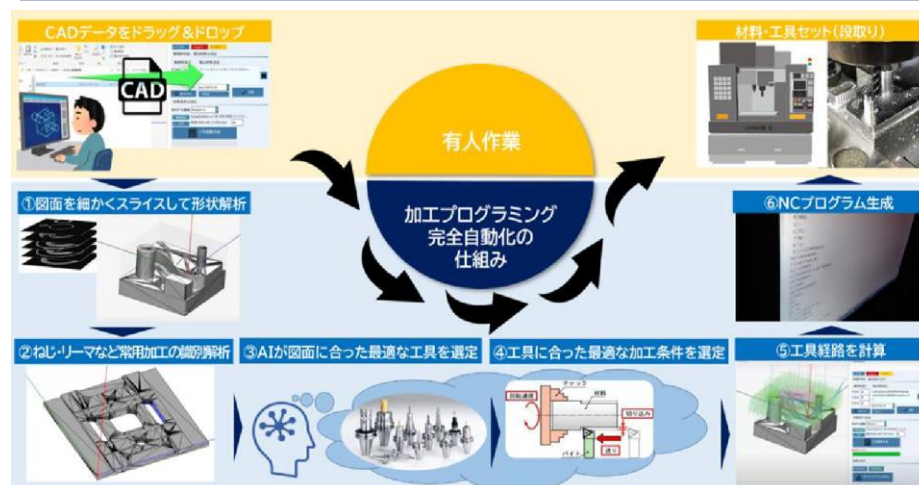 CADデータをドラッグ&ドロップ
材料・工具セット(段取り)
CAD
有人作業
加工プログラミング
完全自動化の
仕組み
①図面を細かくスライスして形状解析
②ねじ・リーマなど常用加工の識別解析
③AIが図面に合った最適な工具を選定
④工具に合った最適な加工条件を選定
チャック
材料
回転速度
切り込み
バイト
送り
⑤工具経路を計算
⑥NCプログラム生成